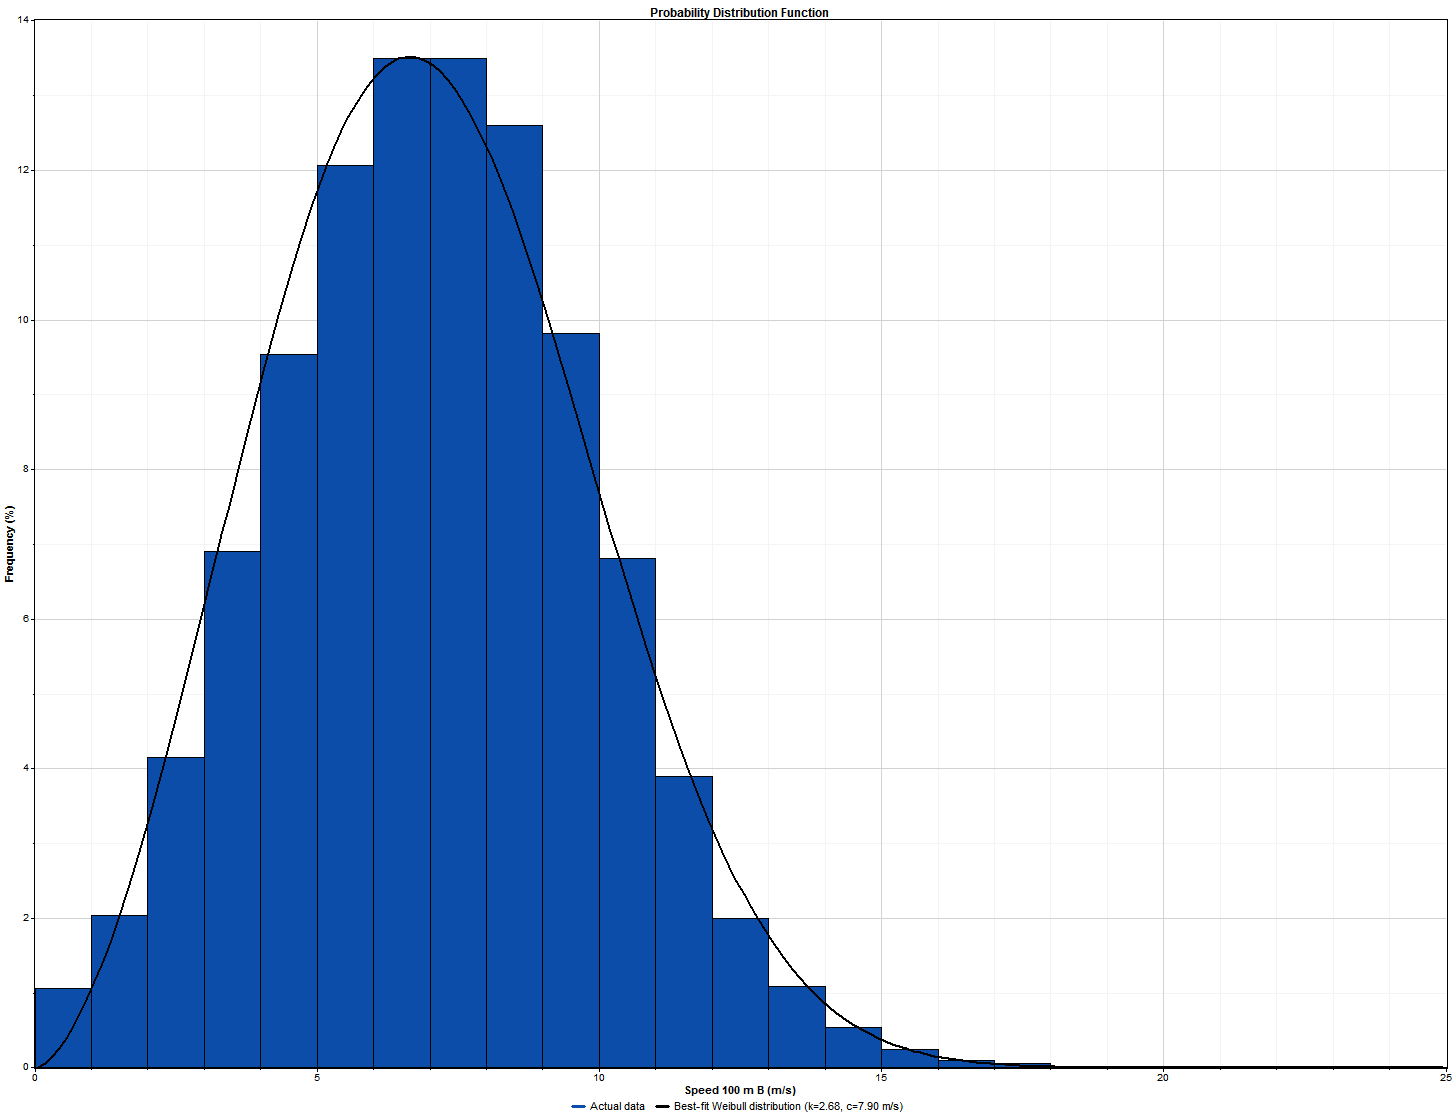 Probability Distribution Function
14
12
10
8
6
4
2
0
Frequency (%)
0 5 10 15 20 25
Speed 100 m B (m/s)
Actual data Best-fit Weibull distribution (k=2.68, c=7.90 m/s)